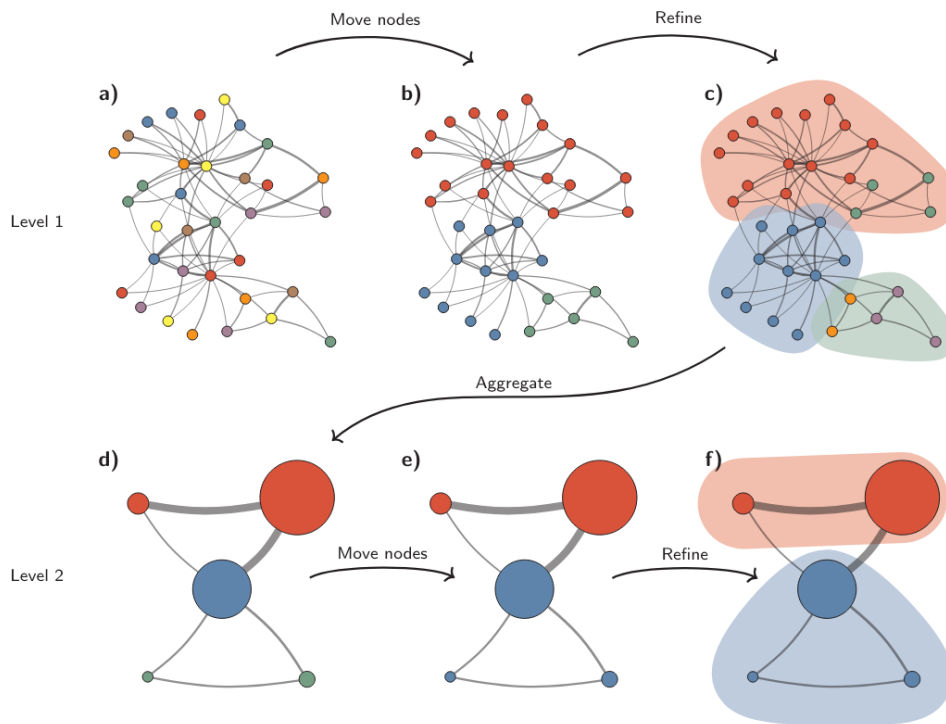 Move nodes
Refine
a)
b)
c)
Level 1
Aggregate
d)
e)
f)
Move nodes
Refine
Level 2